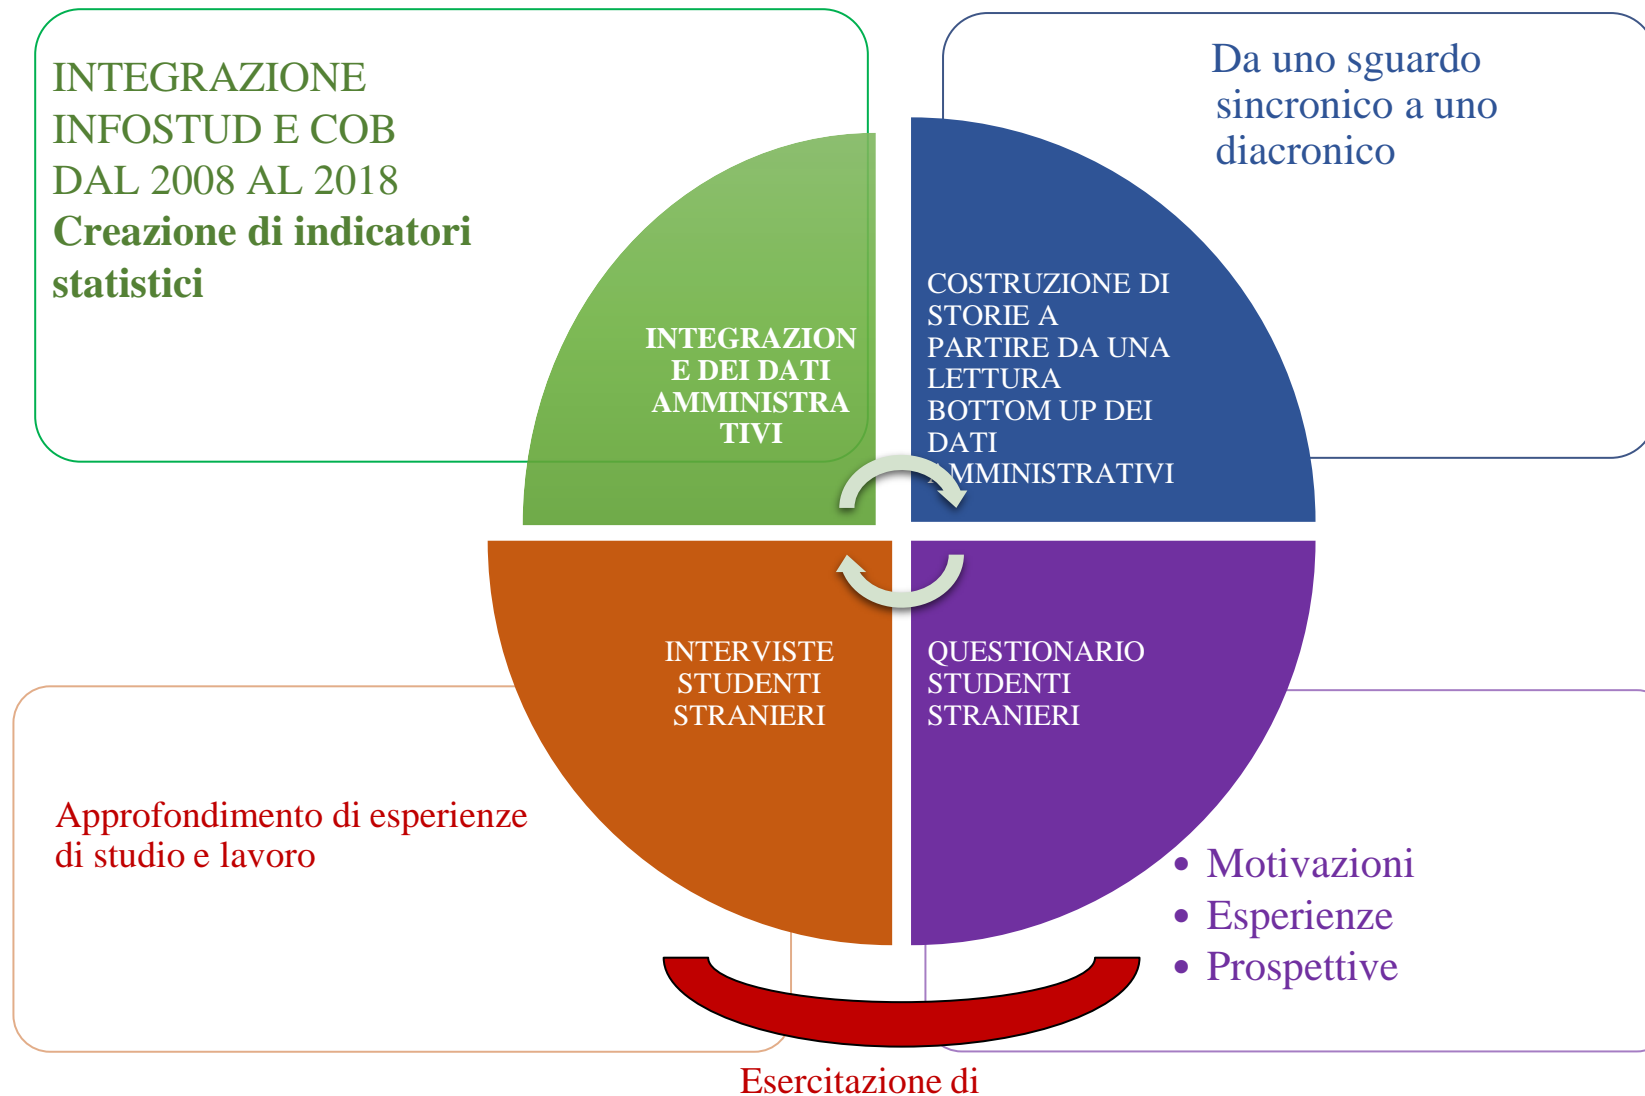 INTEGRAZIONE
INFOSTUD E COB
DAL 2008 AL 2018
Creazione di indicatori
statistici
Da uno sguardo
sincronico a uno
diacronico
INTEGRAZION
E DEI DATI
AMMINISTRA
TIVI
COSTRUZIONE DI
STORIE A
PARTIRE DA UNA
LETTURA
BOTTOM UP DEI
DATI
AMMINISTRATIVI
INTERVISTE
STUDENTI
STRANIERI
QUESTIONARIO
STUDENTI
STRANIERI
Approfondimento di esperienze
di studio e lavoro
• Motivazioni
• Esperienze
• Prospettive
Esercitazione di